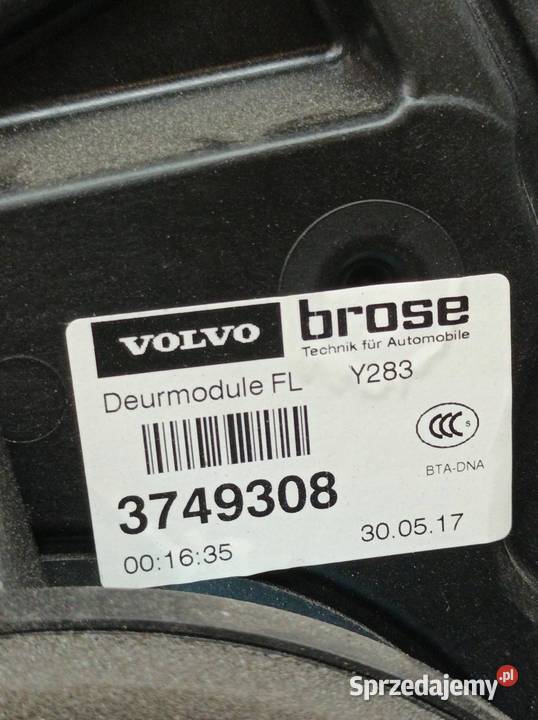 VOLVO
brose
Technik für Automobile
Deurmodule FL Y283
CCC S
BTA-DNA
3749308
00:16:35 30.05.17
Sprzedajemy.pl